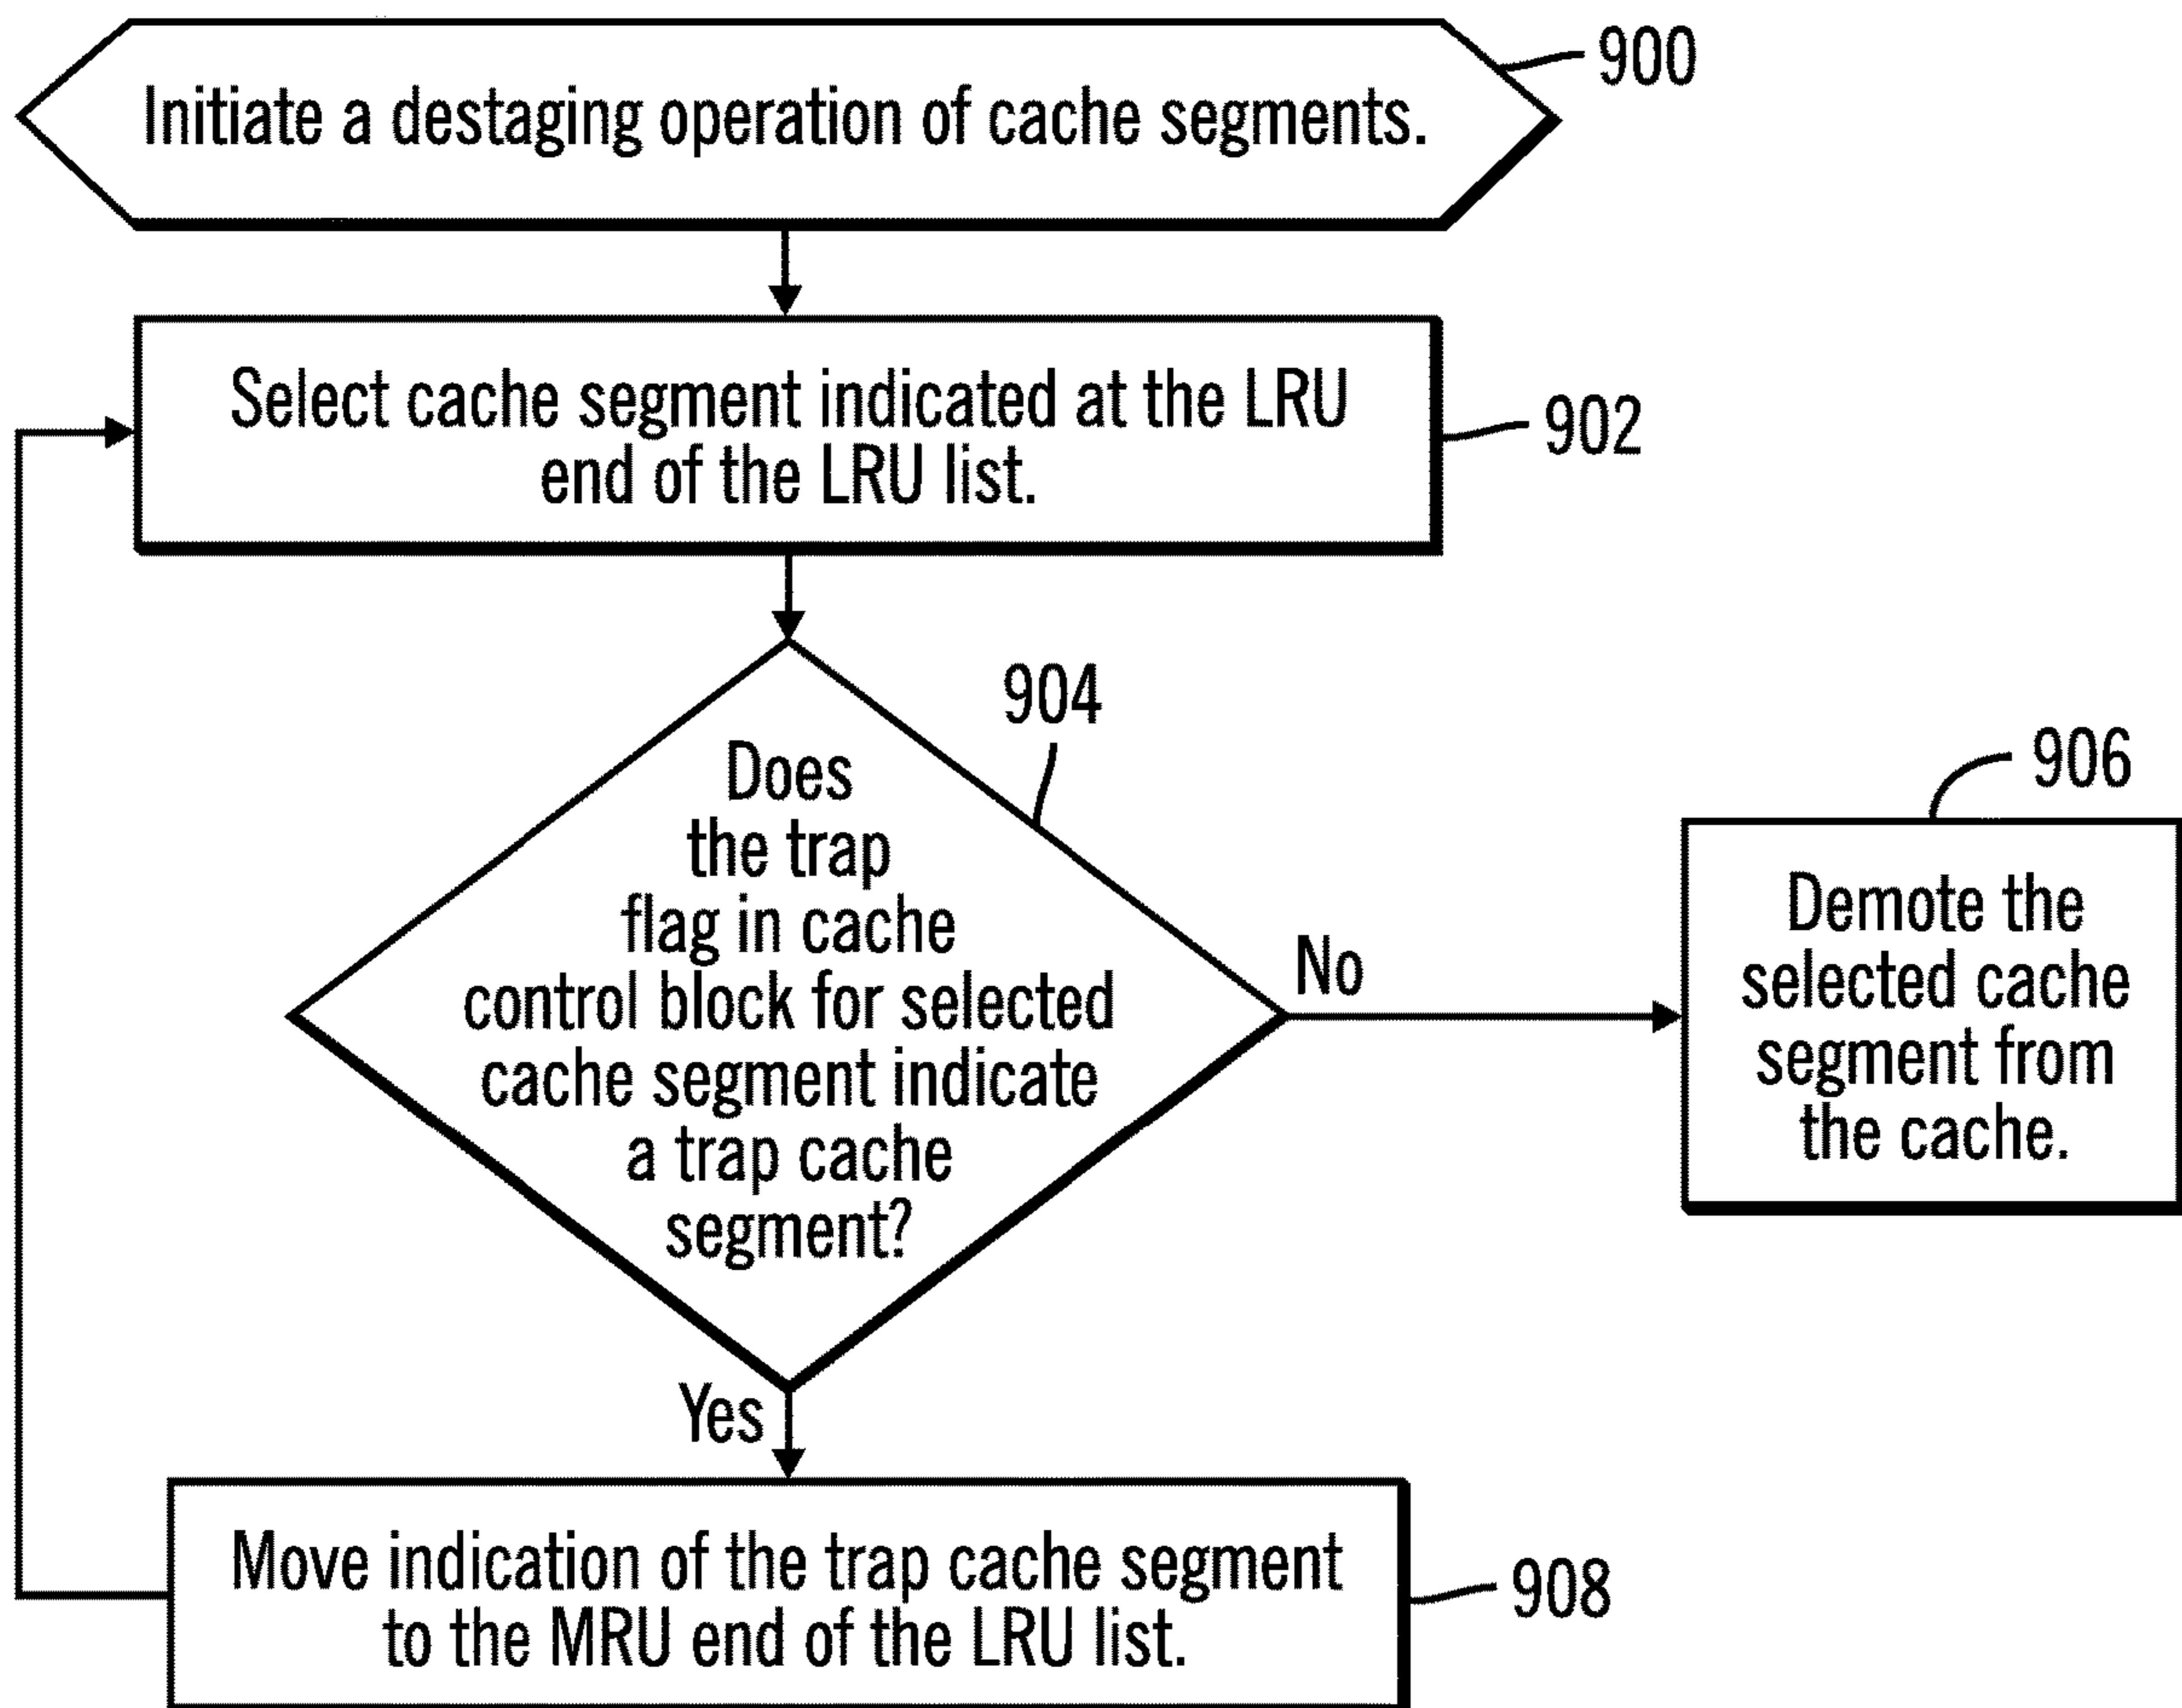 Initiate a destaging operation of cache segments.
900
Select cache segment indicated at the LRU
end of the LRU list.
902
Does
the trap
flag in cache
control block for selected
cache segment indicate
a trap cache
segment?
904
No
906
Demote the
selected cache
segment from
the cache.
Yes
Move indication of the trap cache segment
to the MRU end of the LRU list.
908